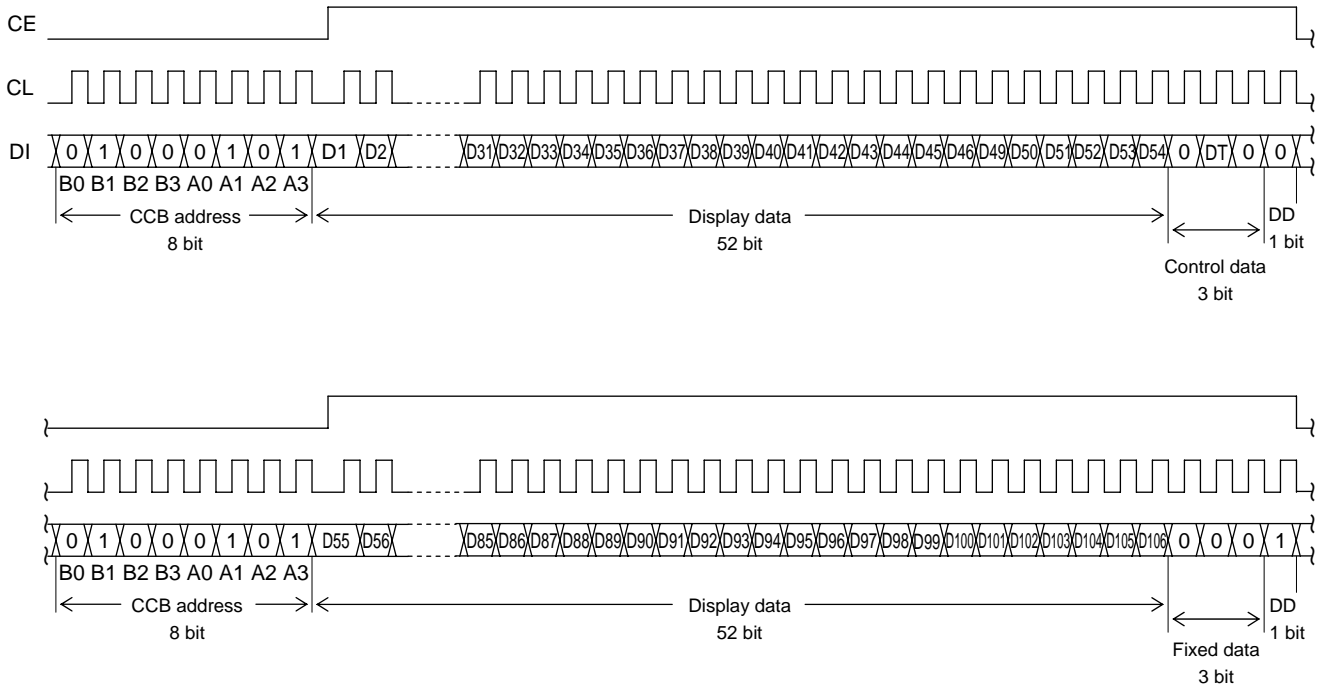 CE
CL
DI 0 1 0 0 0 1 0 1 D1 D2 D31 D32 D33 D34 D35 D36 D37 D38 D39 D40 D41 D42 D43 D44 D45 D46 D49 D50 D51 D52 D53 D54 0 DT 0 0
B0 B1 B2 B3 A0 A1 A2 A3
CCB address Display data DD
8 bit 52 bit 1 bit
Control data
3 bit
0 1 0 0 0 1 0 1 D55 D56 D85 D86 D87 D88 D89 D90 D91 D92 D93 D94 D95 D96 D97 D98 D99 D100 D101 D102 D103 D104 D105 D106 0 0 0 1
B0 B1 B2 B3 A0 A1 A2 A3
CCB address Display data DD
8 bit 52 bit 1 bit
Fixed data
3 bit